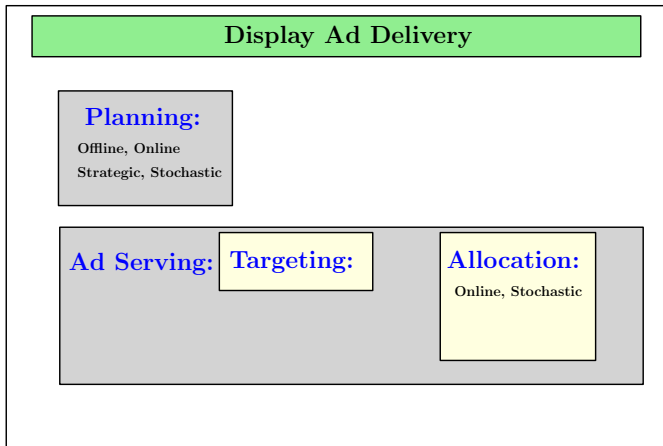 Display Ad Delivery
Planning:
Offline, Online
Strategic, Stochastic
Ad Serving:
Targeting:
Allocation:
Online, Stochastic